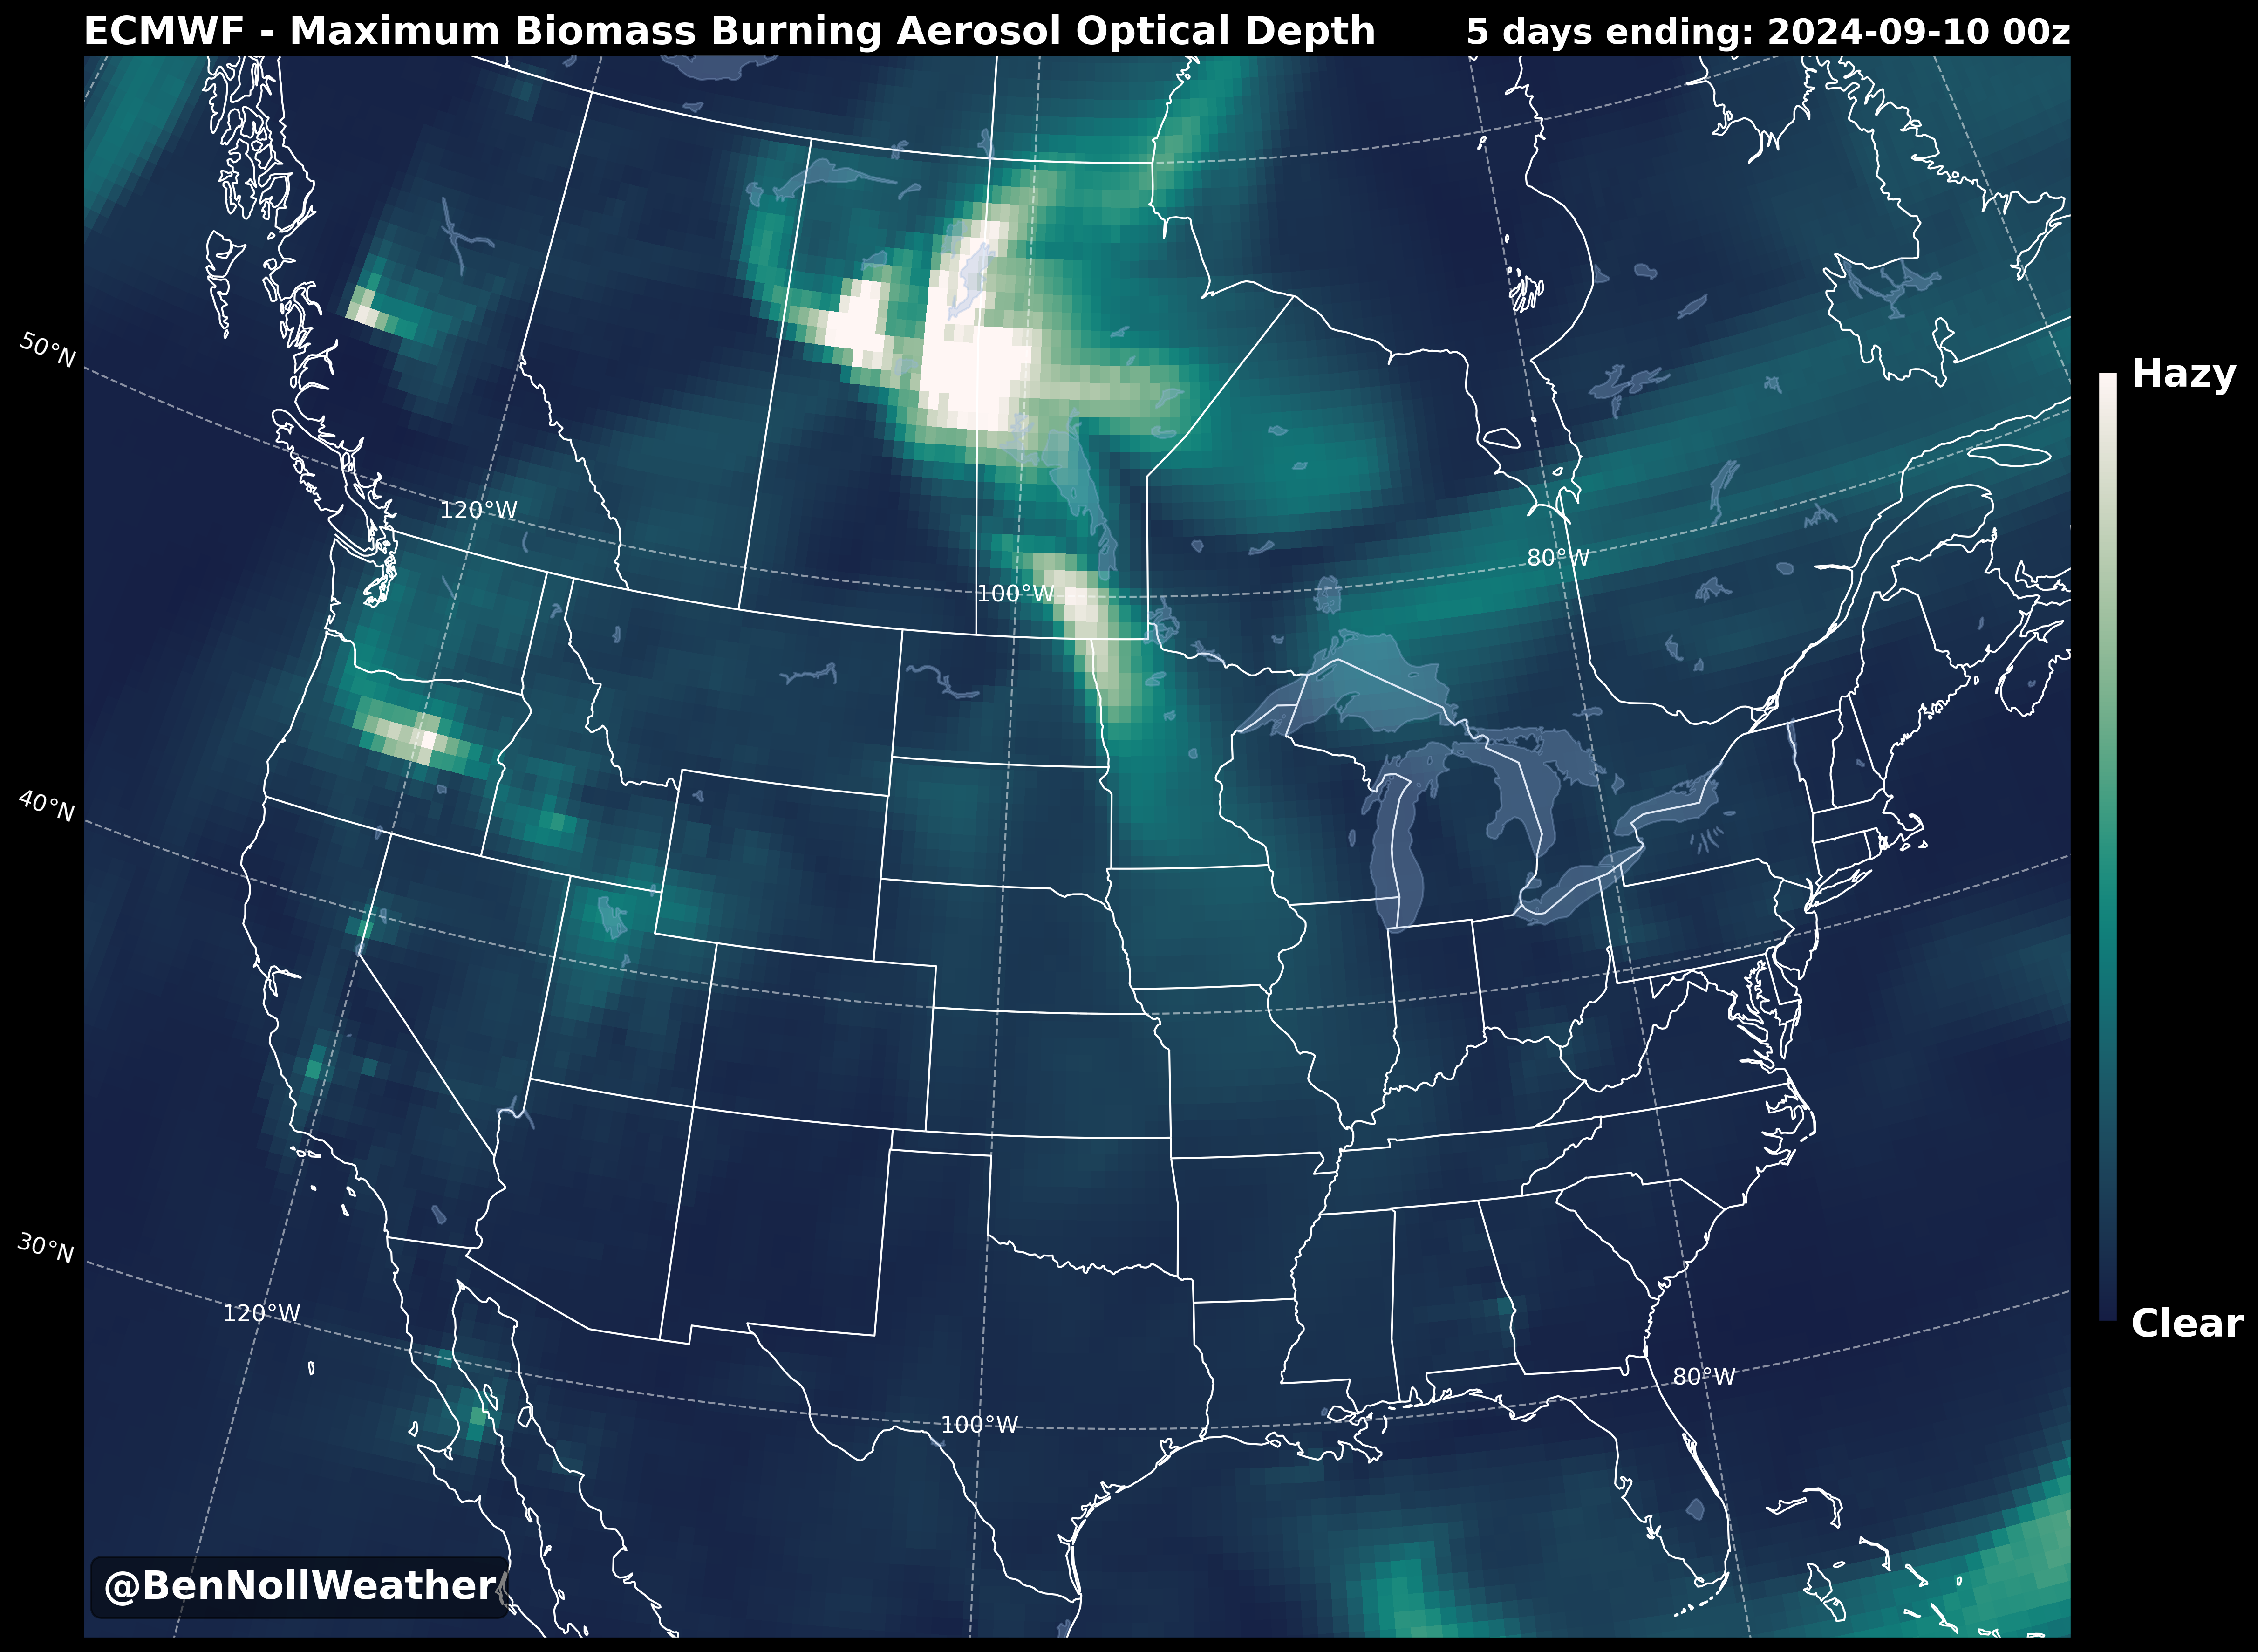 ECMWF - Maximum Biomass Burning Aerosol Optical Depth
5 days ending: 2024-09-10 00z
50°N
Hazy
120°W
80°W
100°W
40°N
30°N
120°W
Clear
80°W
100°W
@BenNollWeather